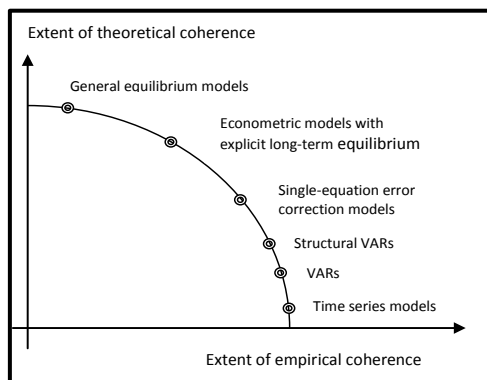 Extent of theoretical coherence
General equilibrium models
Econometric models with
explicit long-term equilibrium
Single-equation error
correction models
Structural VARs
VARs
Time series models
Extent of empirical coherence